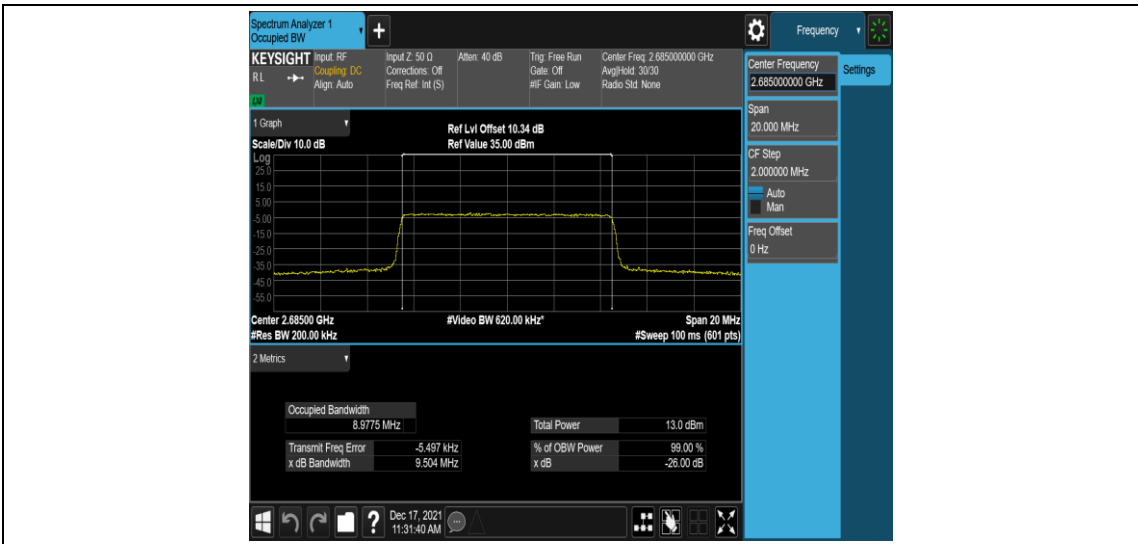 Spectrum Analyzer 1
Occupied BW
+
Frequency
KEYSIGHT
RL
LXI
Input: RF
Coupling: DC
Align: Auto
Input Z: 50 Ω
Corrections: Off
Freq Ref: Int (S)
Atten: 40 dB
Trig: Free Run
Gate: Off
#IF Gain: Low
Center Freq: 2.685000000 GHz
Avg|Hold: 30/30
Radio Std: None
Center Frequency
2.685000000 GHz
Settings
Span
20.000 MHz
CF Step
2.000000 MHz
Auto
Man
Freq Offset
0 Hz
1 Graph
Scale/Div 10.0 dB
Ref Lvl Offset 10.34 dB
Ref Value 35.00 dBm
Log
25.0
15.0
5.00
-5.00
-15.0
-25.0
-35.0
-45.0
-55.0
Center 2.68500 GHz
#Video BW 620.00 kHz*
Span 20 MHz
#Res BW 200.00 kHz
#Sweep 100 ms (601 pts)
2 Metrics
Occupied Bandwidth
8.9775 MHz
Total Power 13.0 dBm
Transmit Freq Error -5.497 kHz
% of OBW Power 99.00 %
x dB Bandwidth 9.504 MHz
x dB -26.00 dB
?
Dec 17, 2021
11:31:40 AM